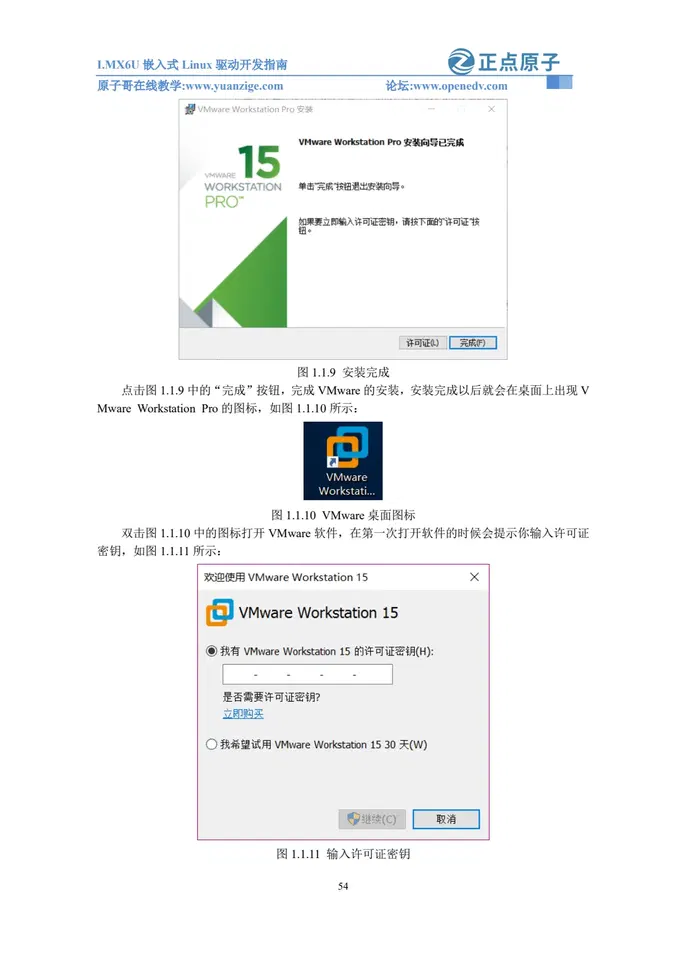 I.MX6U 嵌入式 Linux 驱动开发指南
正点原子
原子哥在线教学:www.yuanzige.com 论坛:www.openedv.com
VMware Workstation Pro 安装
VMware Workstation Pro 安装向导已完成
15
VMWARE
WORKSTATION
PRO™
单击"完成"按钮退出安装向导。
如果要立即输入许可证密钥，请按下面的"许可证"按
钮。
许可证(L) 完成(F)
图 1.1.9 安装完成
点击图 1.1.9 中的“完成”按钮，完成 VMware 的安装，安装完成以后就会在桌面上出现 V
Mware Workstation Pro 的图标，如图 1.1.10 所示：
VMware
Workstati...
图 1.1.10 VMware 桌面图标
双击图 1.1.10 中的图标打开 VMware 软件，在第一次打开软件的时候会提示你输入许可证
密钥，如图 1.1.11 所示：
欢迎使用 VMware Workstation 15
VMware Workstation 15
我有 VMware Workstation 15 的许可证密钥(H):
- - - -
是否需要许可证密钥?
立即购买
我希望试用 VMware Workstation 15 30 天(W)
继续(C) 取消
图 1.1.11 输入许可证密钥
54